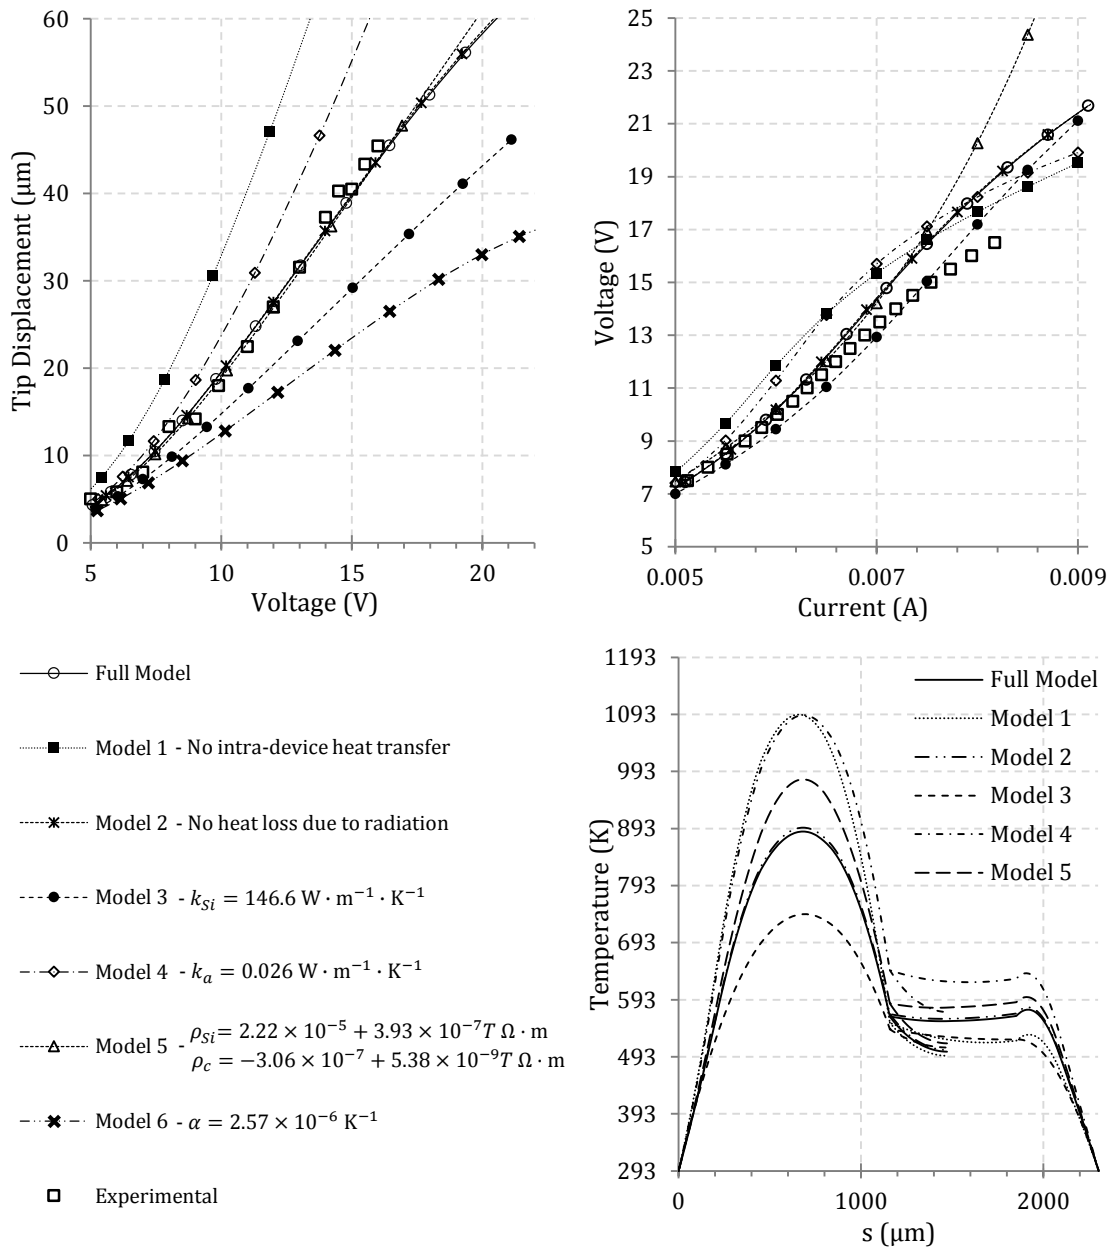 60
50
40
30
20
10
0
5
10
15
20
Tip Displacement (μm)
Voltage (V)
25
23
21
19
17
15
13
11
9
7
5
0.005
0.007
0.009
Voltage (V)
Current (A)
Full Model
Model 1 - No intra-device heat transfer
Model 2 - No heat loss due to radiation
Model 3 - k_Si = 146.6 W · m⁻¹ · K⁻¹
Model 4 - k_a = 0.026 W · m⁻¹ · K⁻¹
Model 5 - ρ_Si = 2.22 × 10⁻⁵ + 3.93 × 10⁻⁷T Ω · m
ρ_c = −3.06 × 10⁻⁷ + 5.38 × 10⁻⁹T Ω · m
Model 6 - α = 2.57 × 10⁻⁶ K⁻¹
Experimental
1193
1093
993
893
793
693
593
493
393
293
0
1000
2000
Temperature (K)
s (μm)
Full Model
Model 1
Model 2
Model 3
Model 4
Model 5